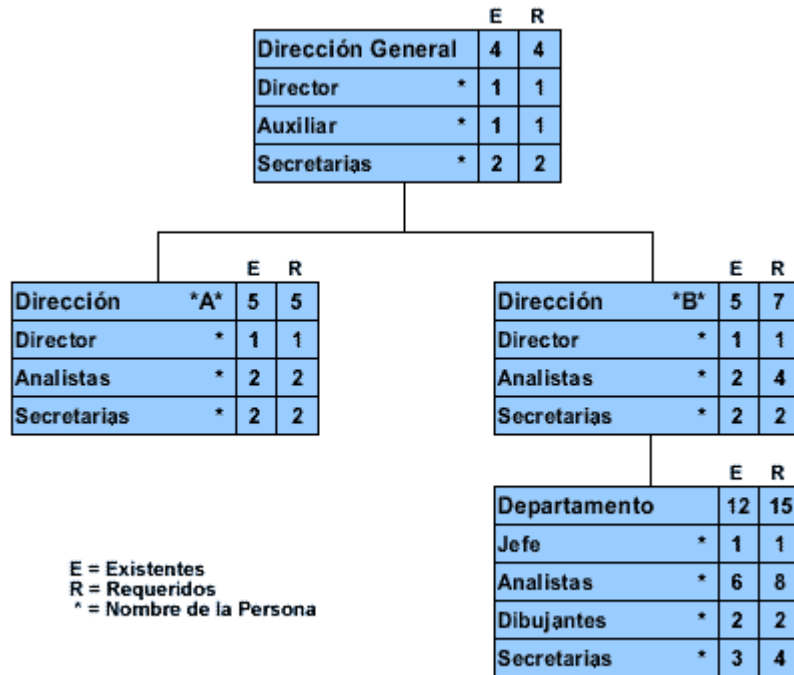 E R
Dirección General 4 4
Director * 1 1
Auxiliar * 1 1
Secretarias * 2 2
E R
Dirección *A* 5 5
Director * 1 1
Analistas * 2 2
Secretarias * 2 2
E R
Dirección *B* 5 7
Director * 1 1
Analistas * 2 4
Secretarias * 2 2
E R
Departamento 12 15
Jefe * 1 1
Analistas * 6 8
Dibujantes * 2 2
Secretarias * 3 4
E = Existentes
R = Requeridos
* = Nombre de la Persona